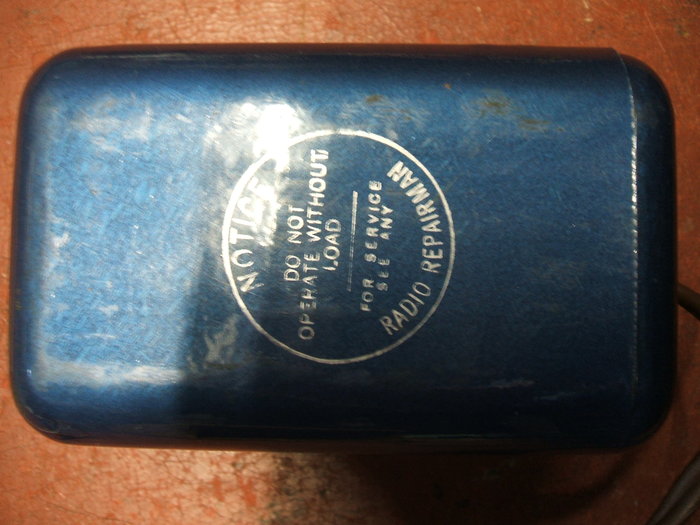 NOTICE
DO NOT
OPERATE WITHOUT
LOAD
FOR SERVICE
SEE ANY
RADIO REPAIRMAN